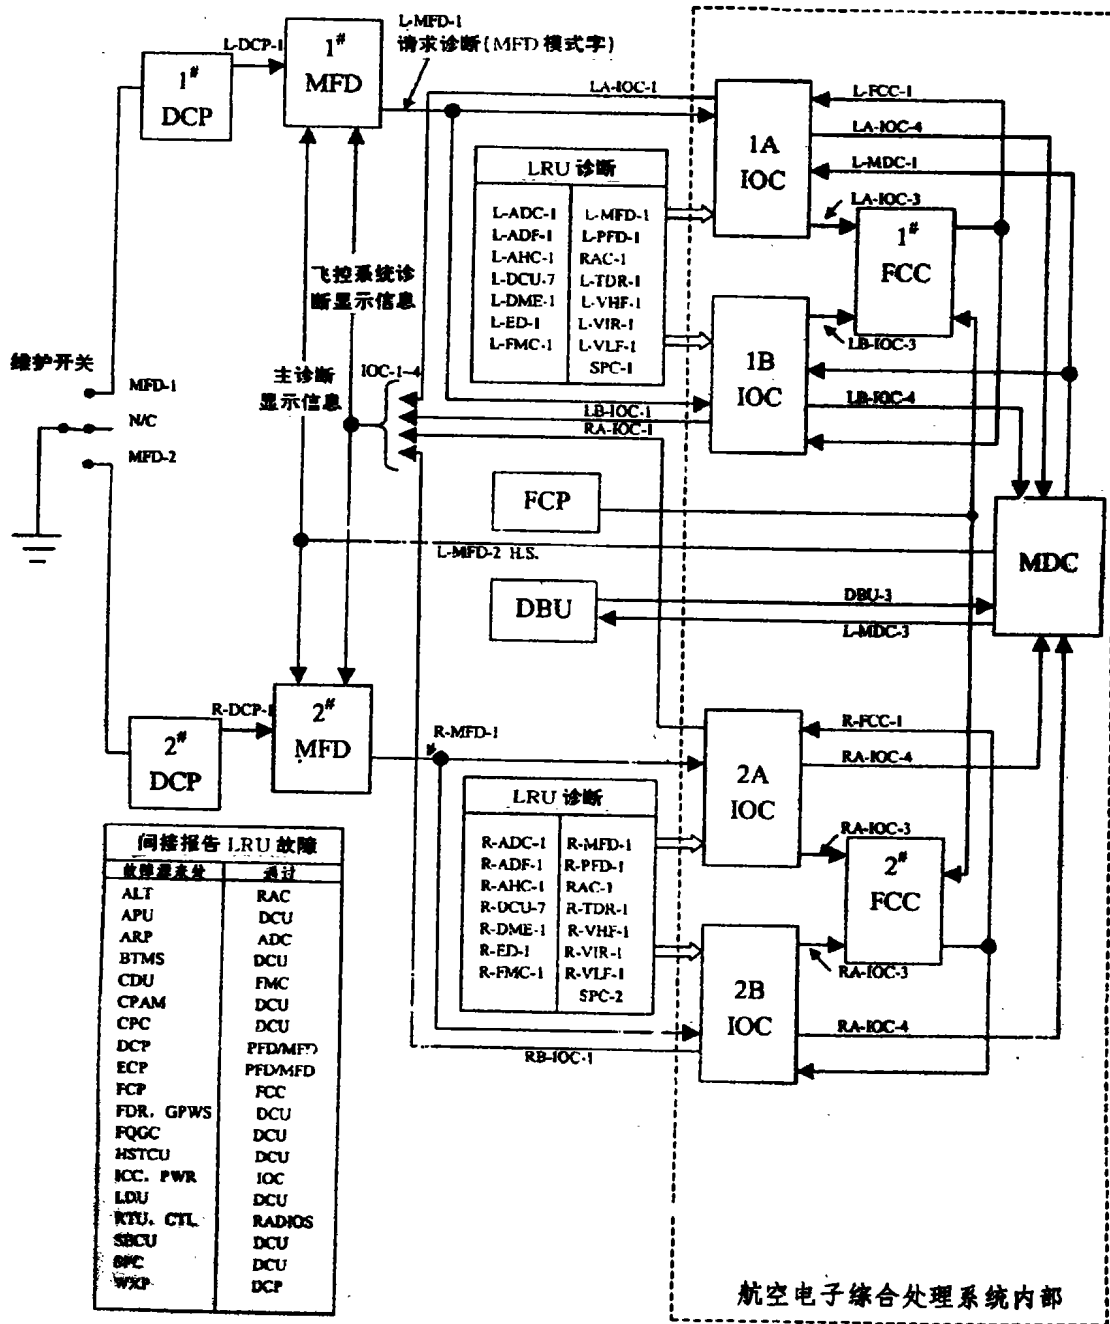 L-MFD-1
请求诊断(MFD 模式字)
L-DCP-1
1#
MFD
1#
DCP
LA-IOC-1
1A
IOC
L-FCC-1
LA-IOC-4
L-MDC-1
LA-IOC-3
1#
FCC
LRU 诊断
L-ADC-1 L-MFD-1
L-ADF-1 L-PFD-1
L-AHC-1 RAC-1
L-DCU-7 L-TDR-1
L-DME-1 L-VHF-1
L-ED-1 L-VIR-1
L-FMC-1 L-VLF-1
SPC-1
飞控系统诊
断显示信息
主诊断
显示信息
IOC-1~4
LB-IOC-3
1B
IOC
LB-IOC-1
LB-IOC-4
RA-IOC-1
维护开关
MFD-1
N/C
MFD-2
FCP
L-MFD-2 H.S.
MDC
DBU
DBU-3
L-MDC-3
R-DCP-1
2#
MFD
2#
DCP
R-MFD-1
2A
IOC
R-FCC-1
RA-IOC-4
RA-IOC-3
2#
FCC
LRU 诊断
R-ADC-1 R-MFD-1
R-ADF-1 R-PFD-1
R-AHC-1 RAC-1
R-DCU-7 R-TDR-1
R-DME-1 R-VHF-1
R-ED-1 R-VIR-1
R-FMC-1 R-VLF-1
SPC-2
RA-IOC-3
2B
IOC
RA-IOC-4
RB-IOC-1
间接报告 LRU 故障
故障源未处 通过
ALT RAC
APU DCU
ARP ADC
BTMS DCU
CDU FMC
CPAM DCU
CPC DCU
DCP PFD/MFD
ECP PFD/MFD
FCP FCC
FDR、GPWS DCU
FQGC DCU
HSTCU DCU
ICC、PWR IOC
LDU DCU
RTU、CTL RADIOS
SBCU DCU
SPC DCU
WXP DCP
航空电子综合处理系统内部